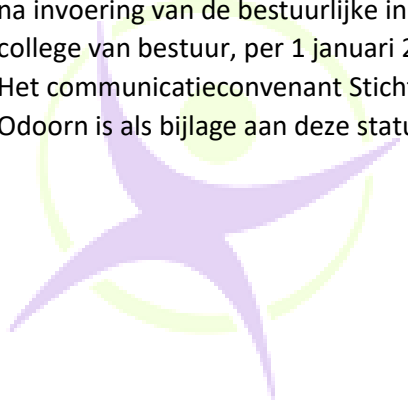 na invoering van de bestuurlijke in
college van bestuur, per 1 januari 2
Het communicatieconvenant Sticht
Odoorn is als bijlage aan deze statu